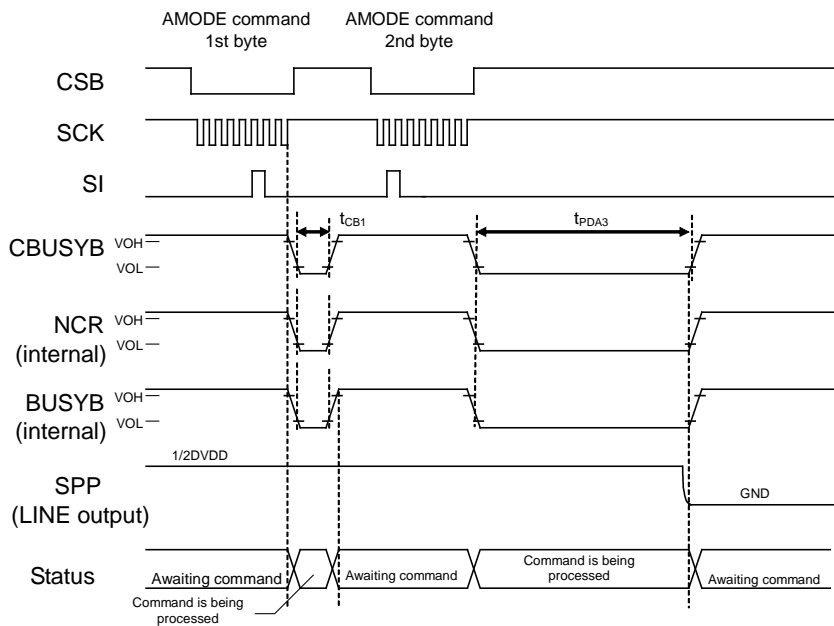 AMODE command
1st byte
AMODE command
2nd byte
CSB
SCK
SI
tCB1
tPDA3
CBUSYB
VOH
VOL
NCR
(internal)
VOH
VOL
BUSYB
(internal)
VOH
VOL
1/2DVDD
SPP
(LINE output)
GND
Status
Awaiting command
Command is being
processed
Awaiting command
Command is being
processed
Awaiting command